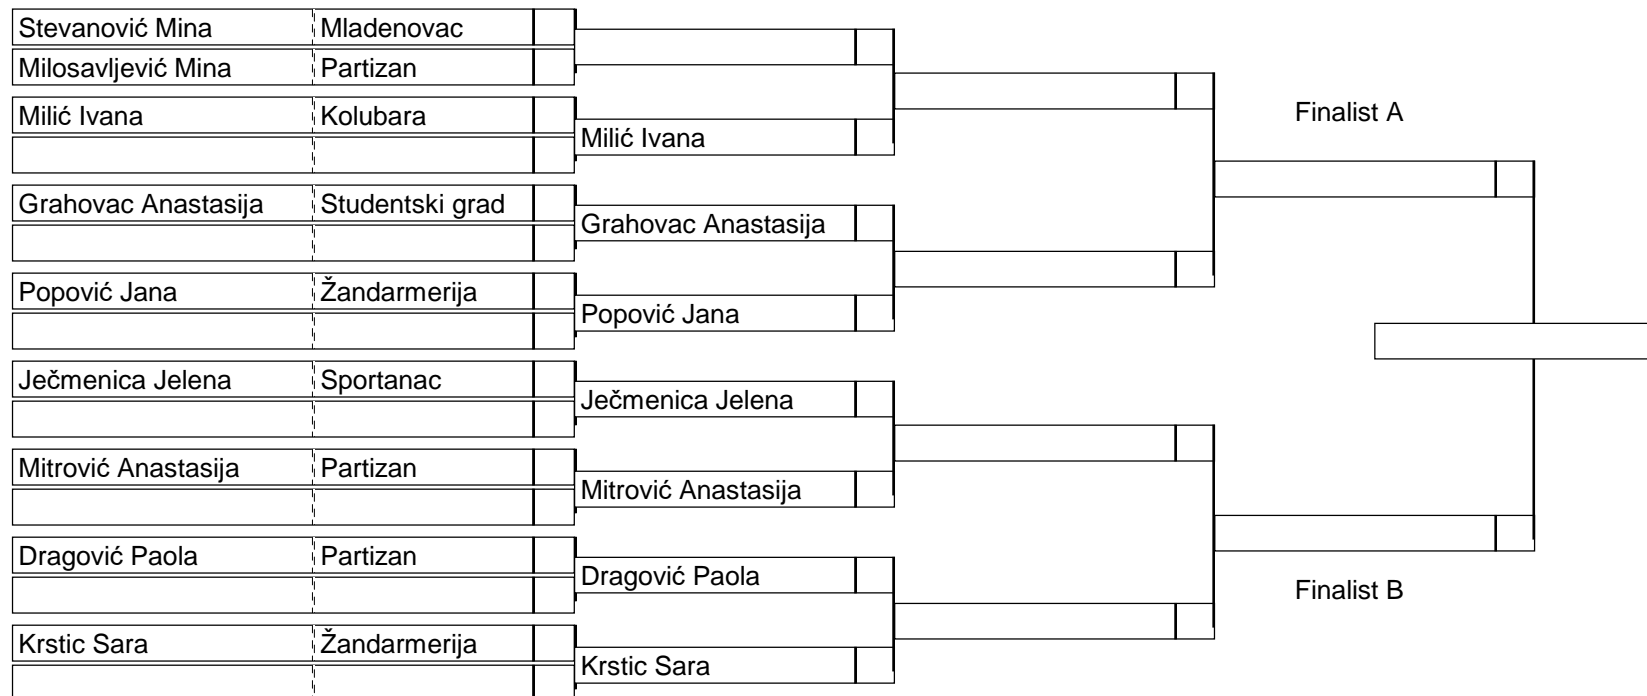 Stevanović Mina Mladenovac
Milosavljević Mina Partizan
Milić Ivana Kolubara
Milić Ivana
Grahovac Anastasija Studentski grad
Grahovac Anastasija
Popović Jana Žandarmerija
Popović Jana
Ječmenica Jelena Sportanac
Ječmenica Jelena
Mitrović Anastasija Partizan
Mitrović Anastasija
Dragović Paola Partizan
Dragović Paola
Krstic Sara Žandarmerija
Krstic Sara
Finalist A
Finalist B